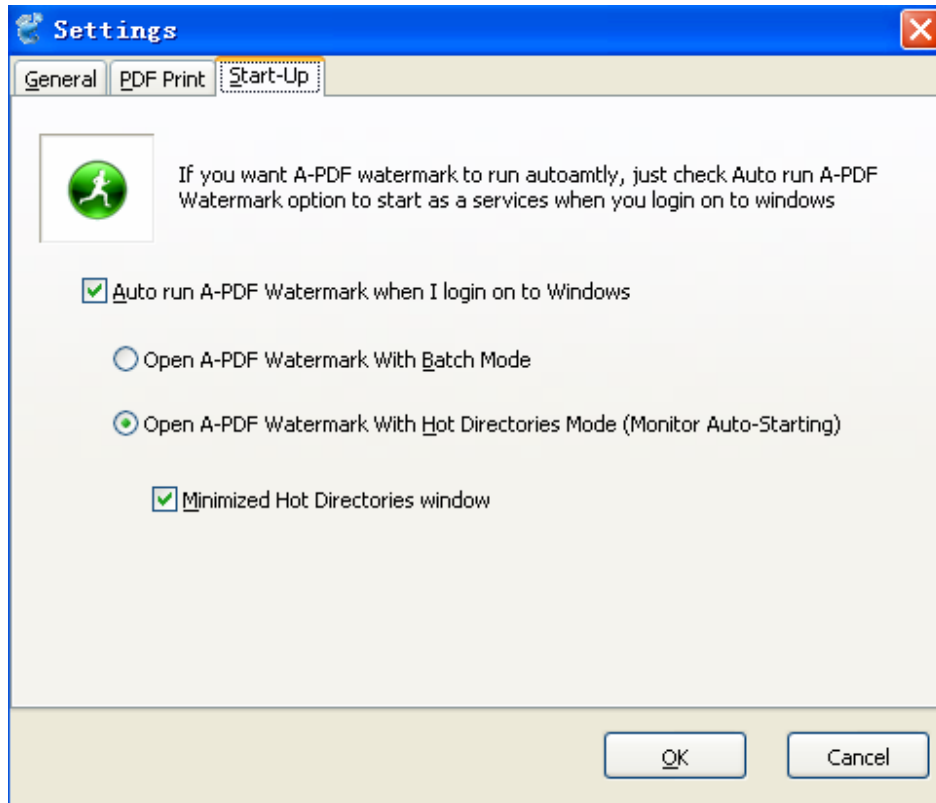 Settings
General PDF Print Start-Up
If you want A-PDF watermark to run autoamtly, just check Auto run A-PDF
Watermark option to start as a services when you login on to windows
Auto run A-PDF Watermark when I login on to Windows
Open A-PDF Watermark With Batch Mode
Open A-PDF Watermark With Hot Directories Mode (Monitor Auto-Starting)
Minimized Hot Directories window
OK Cancel